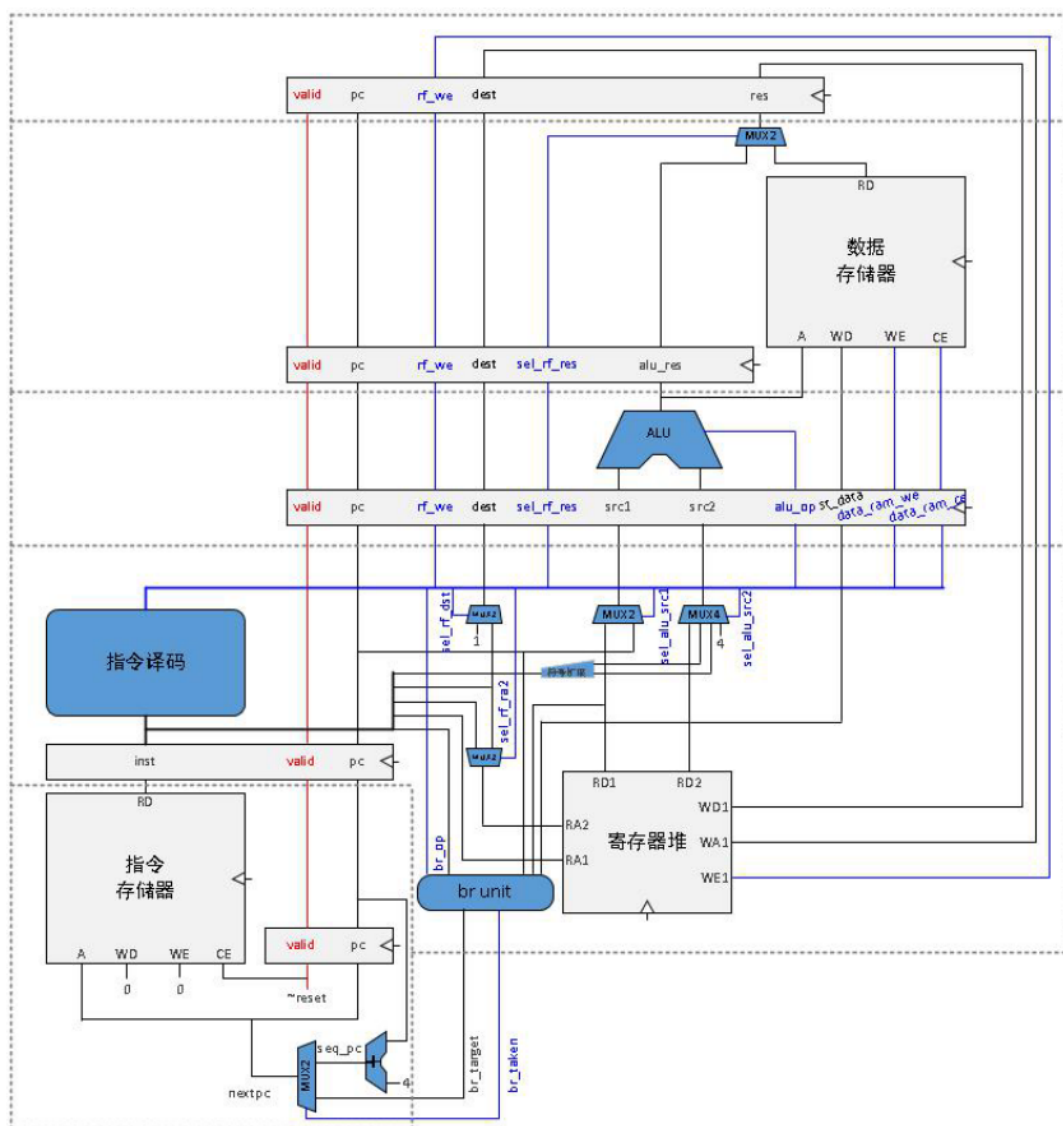 valid pc rf_we dest res
MUX2
RD
数据
存储器
A WD WE CE
valid pc rf_we dest sel_rf_res alu_res
ALU
valid pc rf_we dest sel_rf_res src1 src2 alu_op st_data data_ram_we data_ram_ce
sel_rf_dst
MUX2
1
MUX2
sel_alu_src1
MUX4
4
sel_alu_src2
指令译码
符号扩展
sel_rf_ra2
MUX2
inst valid pc
RD
指令
存储器
A WD WE CE
0 0
RD1 RD2
WD1
RA2
寄存器堆
WA1
RA1
WE1
br_op
br unit
valid pc
~reset
seq_pc
MUX2
+
4
nextpc
br_target
br_taken